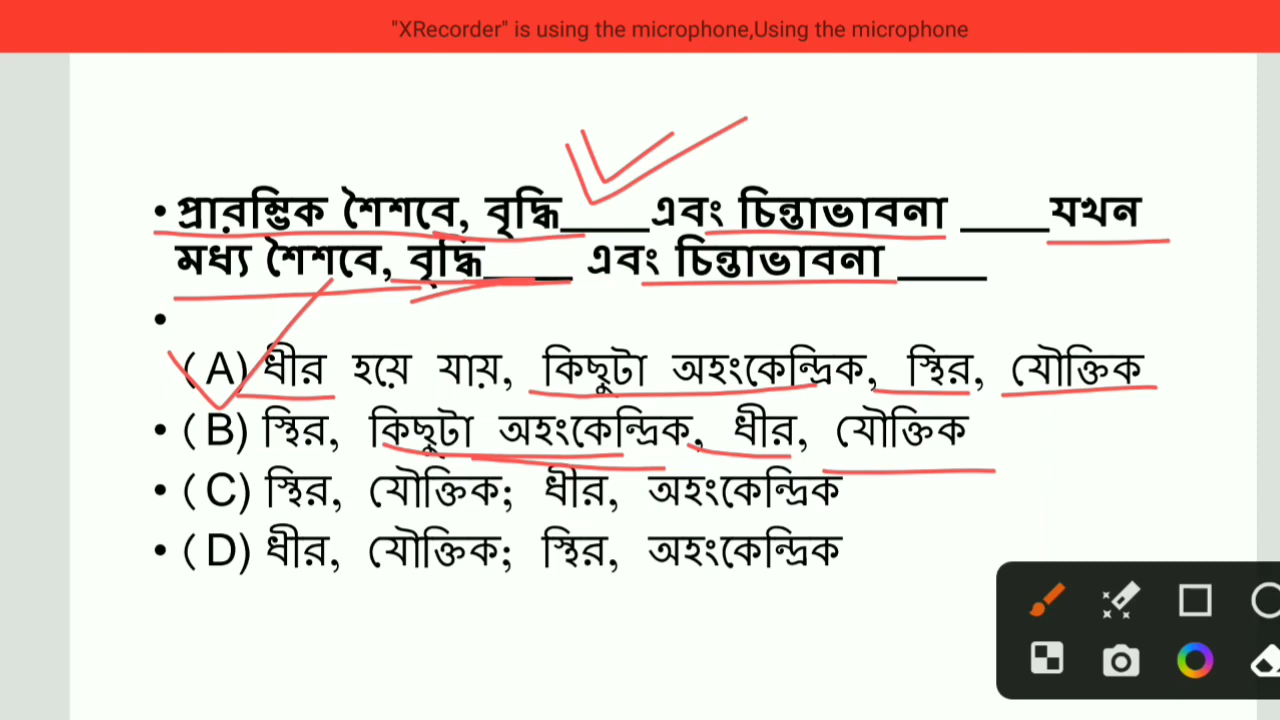 "XRecorder" is using the microphone,Using the microphone
• প্রারম্ভিক শৈশবে, বৃদ্ধি____এবং চিন্তাভাবনা ____যখন
মধ্য শৈশবে, বৃদ্ধি____ এবং চিন্তাভাবনা ____
•
(A) ধীর হয়ে যায়, কিছুটা অহংকেন্দ্রিক, স্থির, যৌক্তিক
• (B) স্থির, কিছুটা অহংকেন্দ্রিক, ধীর, যৌক্তিক
• (C) স্থির, যৌক্তিক; ধীর, অহংকেন্দ্রিক
• (D) ধীর, যৌক্তিক; স্থির, অহংকেন্দ্রিক